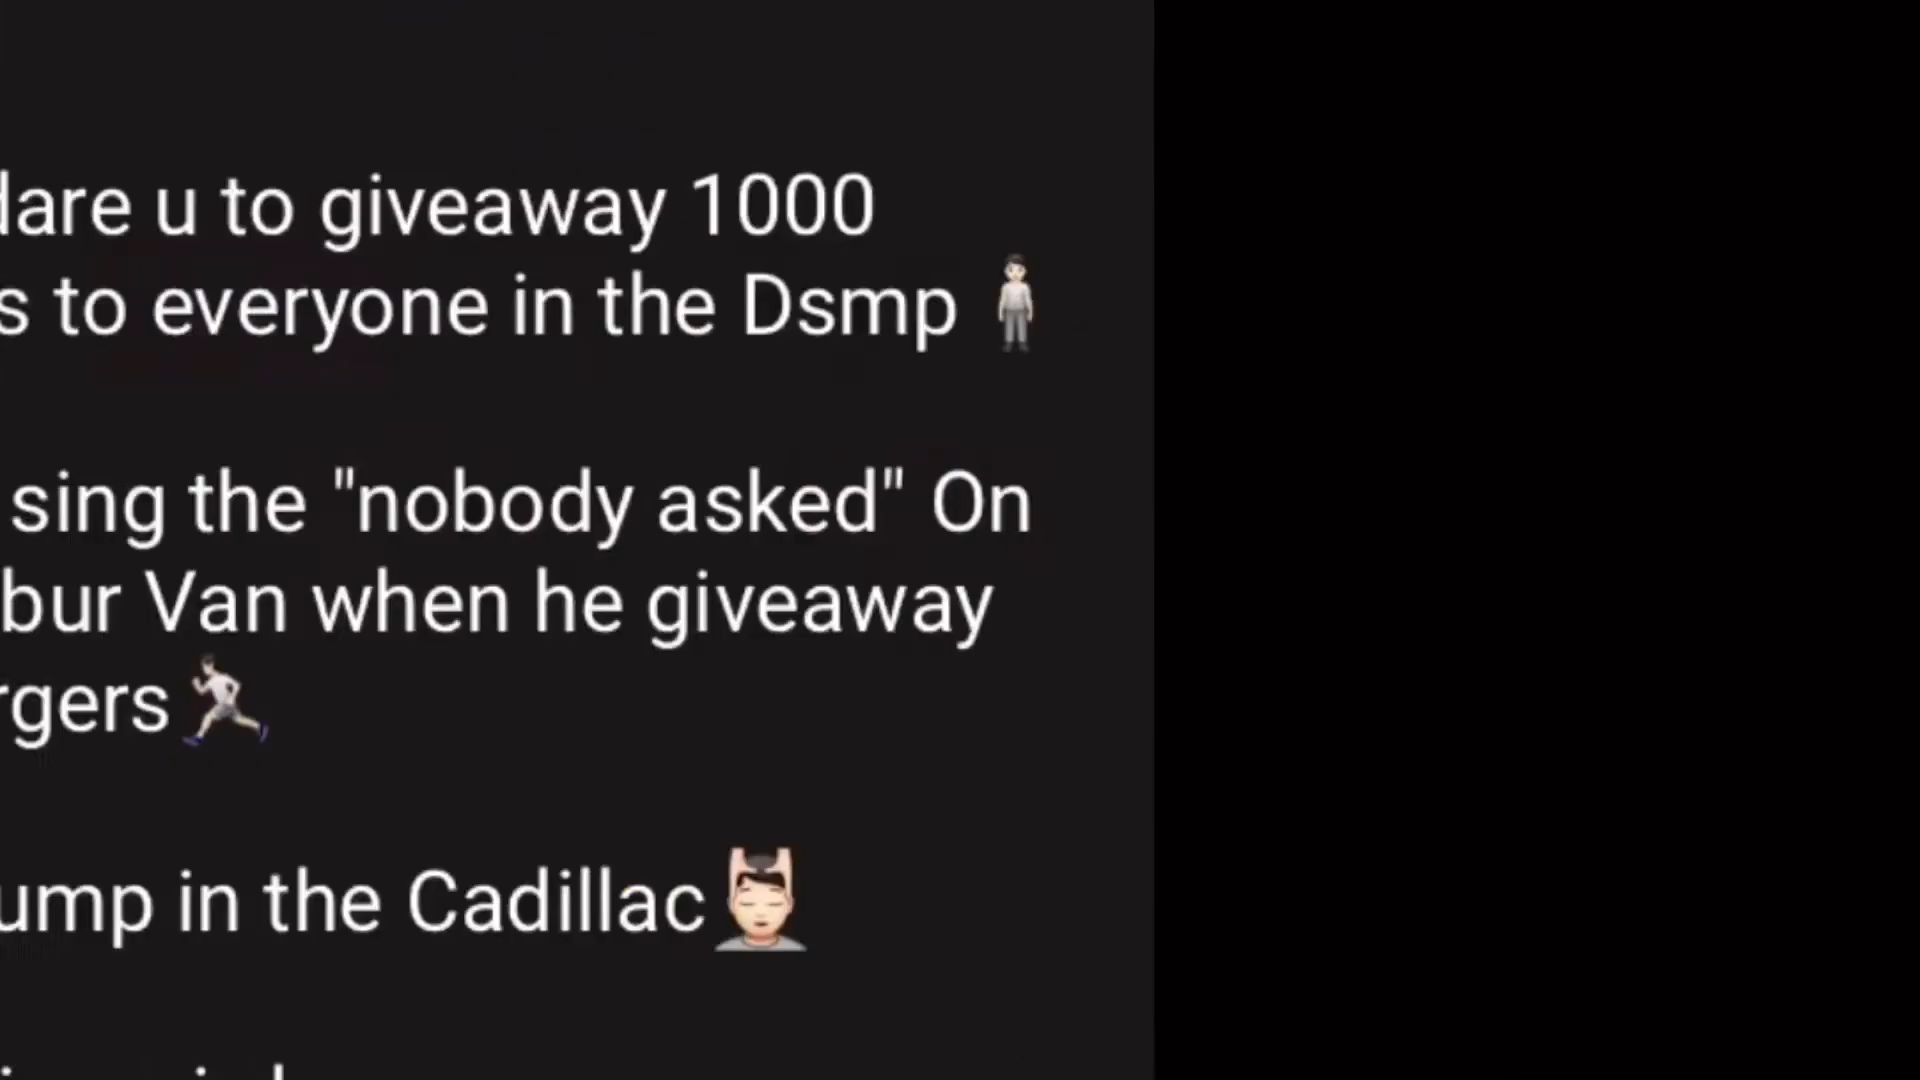 dare u to giveaway 1000
s to everyone in the Dsmp 🧍🏻
sing the "nobody asked" On
bur Van when he giveaway
rgers🏃🏻
ump in the Cadillac💆🏻